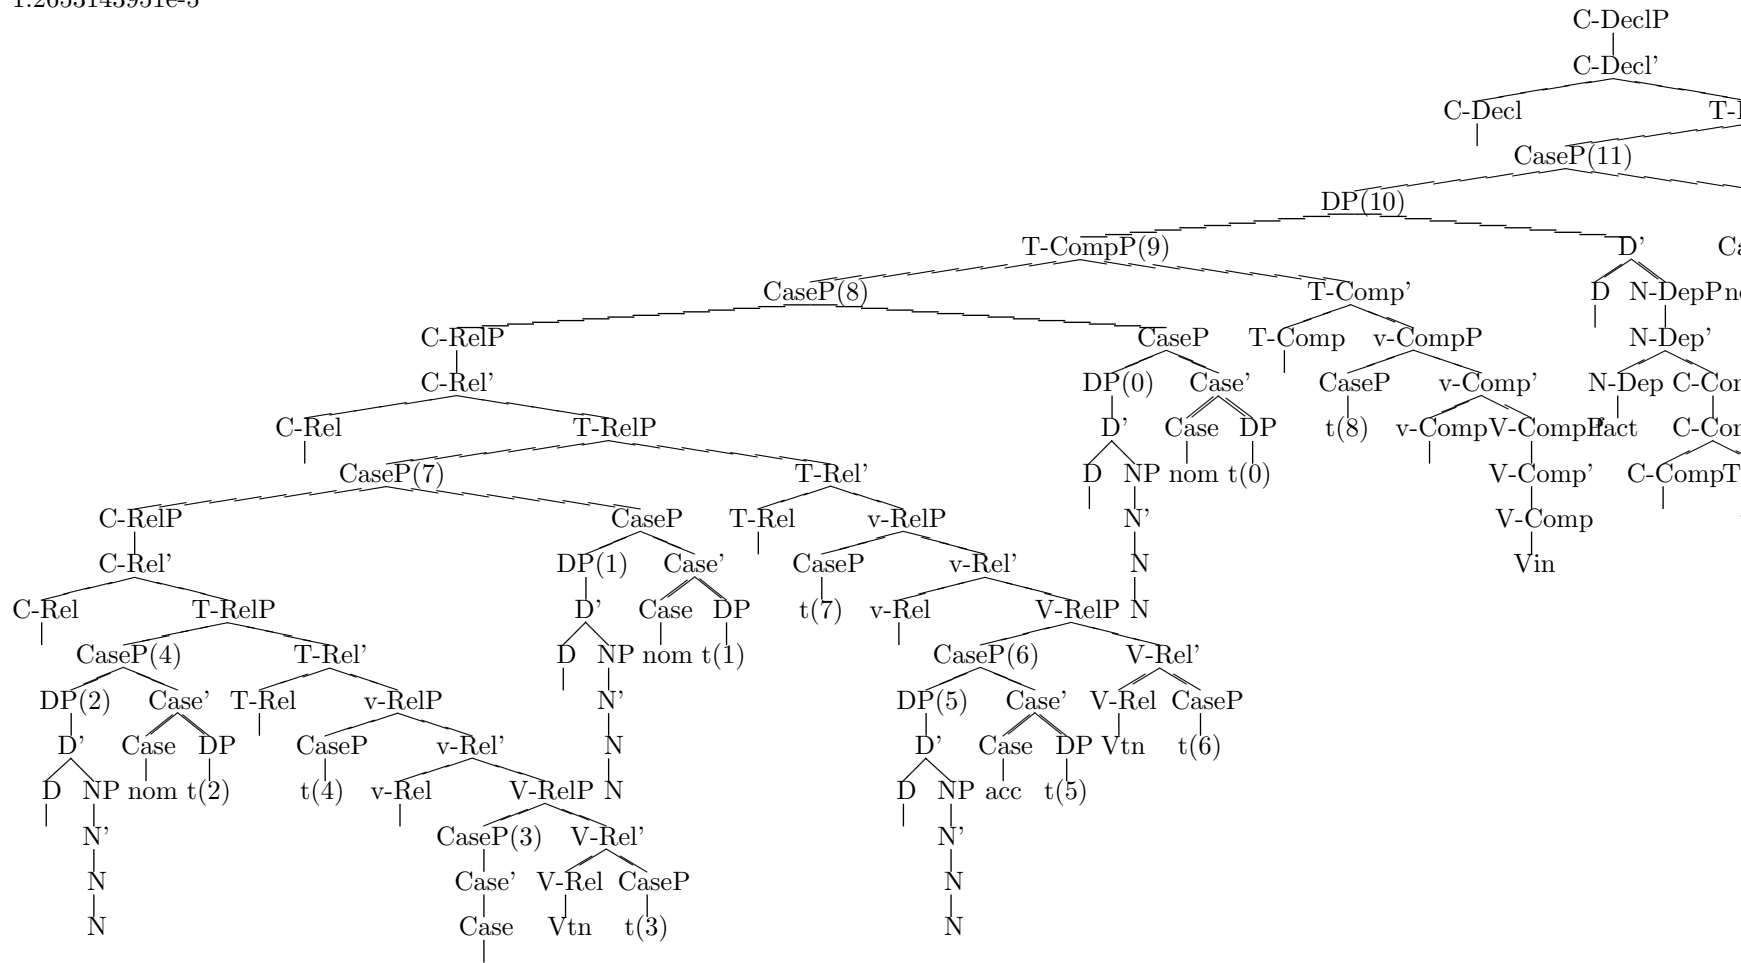 1.2653143951e-5
C-DeclP
C-Decl'
C-Decl
CaseP(11)
DP(10)
T-CompP(9) D'
CaseP(8) T-Comp' D N-DepP
C-RelP CaseP T-Comp v-CompP N-Dep'
C-Rel' DP(0) Case' CaseP v-Comp' N-Dep
C-Rel T-RelP D' Case DP t(8) v-Comp V-CompP fact
CaseP(7) T-Rel' D NP nom t(0) V-Comp'
C-RelP CaseP T-Rel v-RelP N' V-Comp
C-Rel' DP(1) Case' CaseP v-Rel' N Vin
C-Rel T-RelP D' Case DP t(7) v-Rel V-RelP N
CaseP(4) T-Rel' D NP nom t(1) CaseP(6) V-Rel'
DP(2) Case' T-Rel v-RelP N' DP(5) Case' V-Rel CaseP
D' Case DP CaseP v-Rel' N D' Case DP Vtn t(6)
D NP nom t(2) t(4) v-Rel V-RelP N D NP acc t(5)
N' CaseP(3) V-Rel' N'
N Case' V-Rel CaseP N
N Case Vtn t(3) N